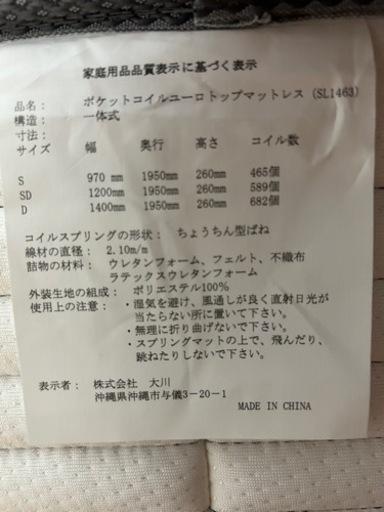 家庭用品品質表示に基づく表示
品名： ポケットコイルユーロトップマットレス (SL1463)
構造： 一体式
寸法：
サイズ 幅 奥行 高さ コイル数
S 970 mm 1950mm 260mm 465個
SD 1200mm 1950mm 260mm 589個
D 1400mm 1950mm 260mm 682個
コイルスプリングの形状： ちょうちん型ばね
線材の直径： 2.10m/m
詰物の材料： ウレタンフォーム、フェルト、不織布
ラテックスウレタンフォーム
外装生地の組成： ポリエステル100%
使用上の注意： ・湿気を避け、風通しが良く直射日光が
当たらない所に置いて下さい。
・無理に折り曲げないで下さい。
・スプリングマットの上で、飛んだり、
跳ねたりしないで下さい。
表示者： 株式会社 大川
沖縄県沖縄市与儀3-20-1
MADE IN CHINA